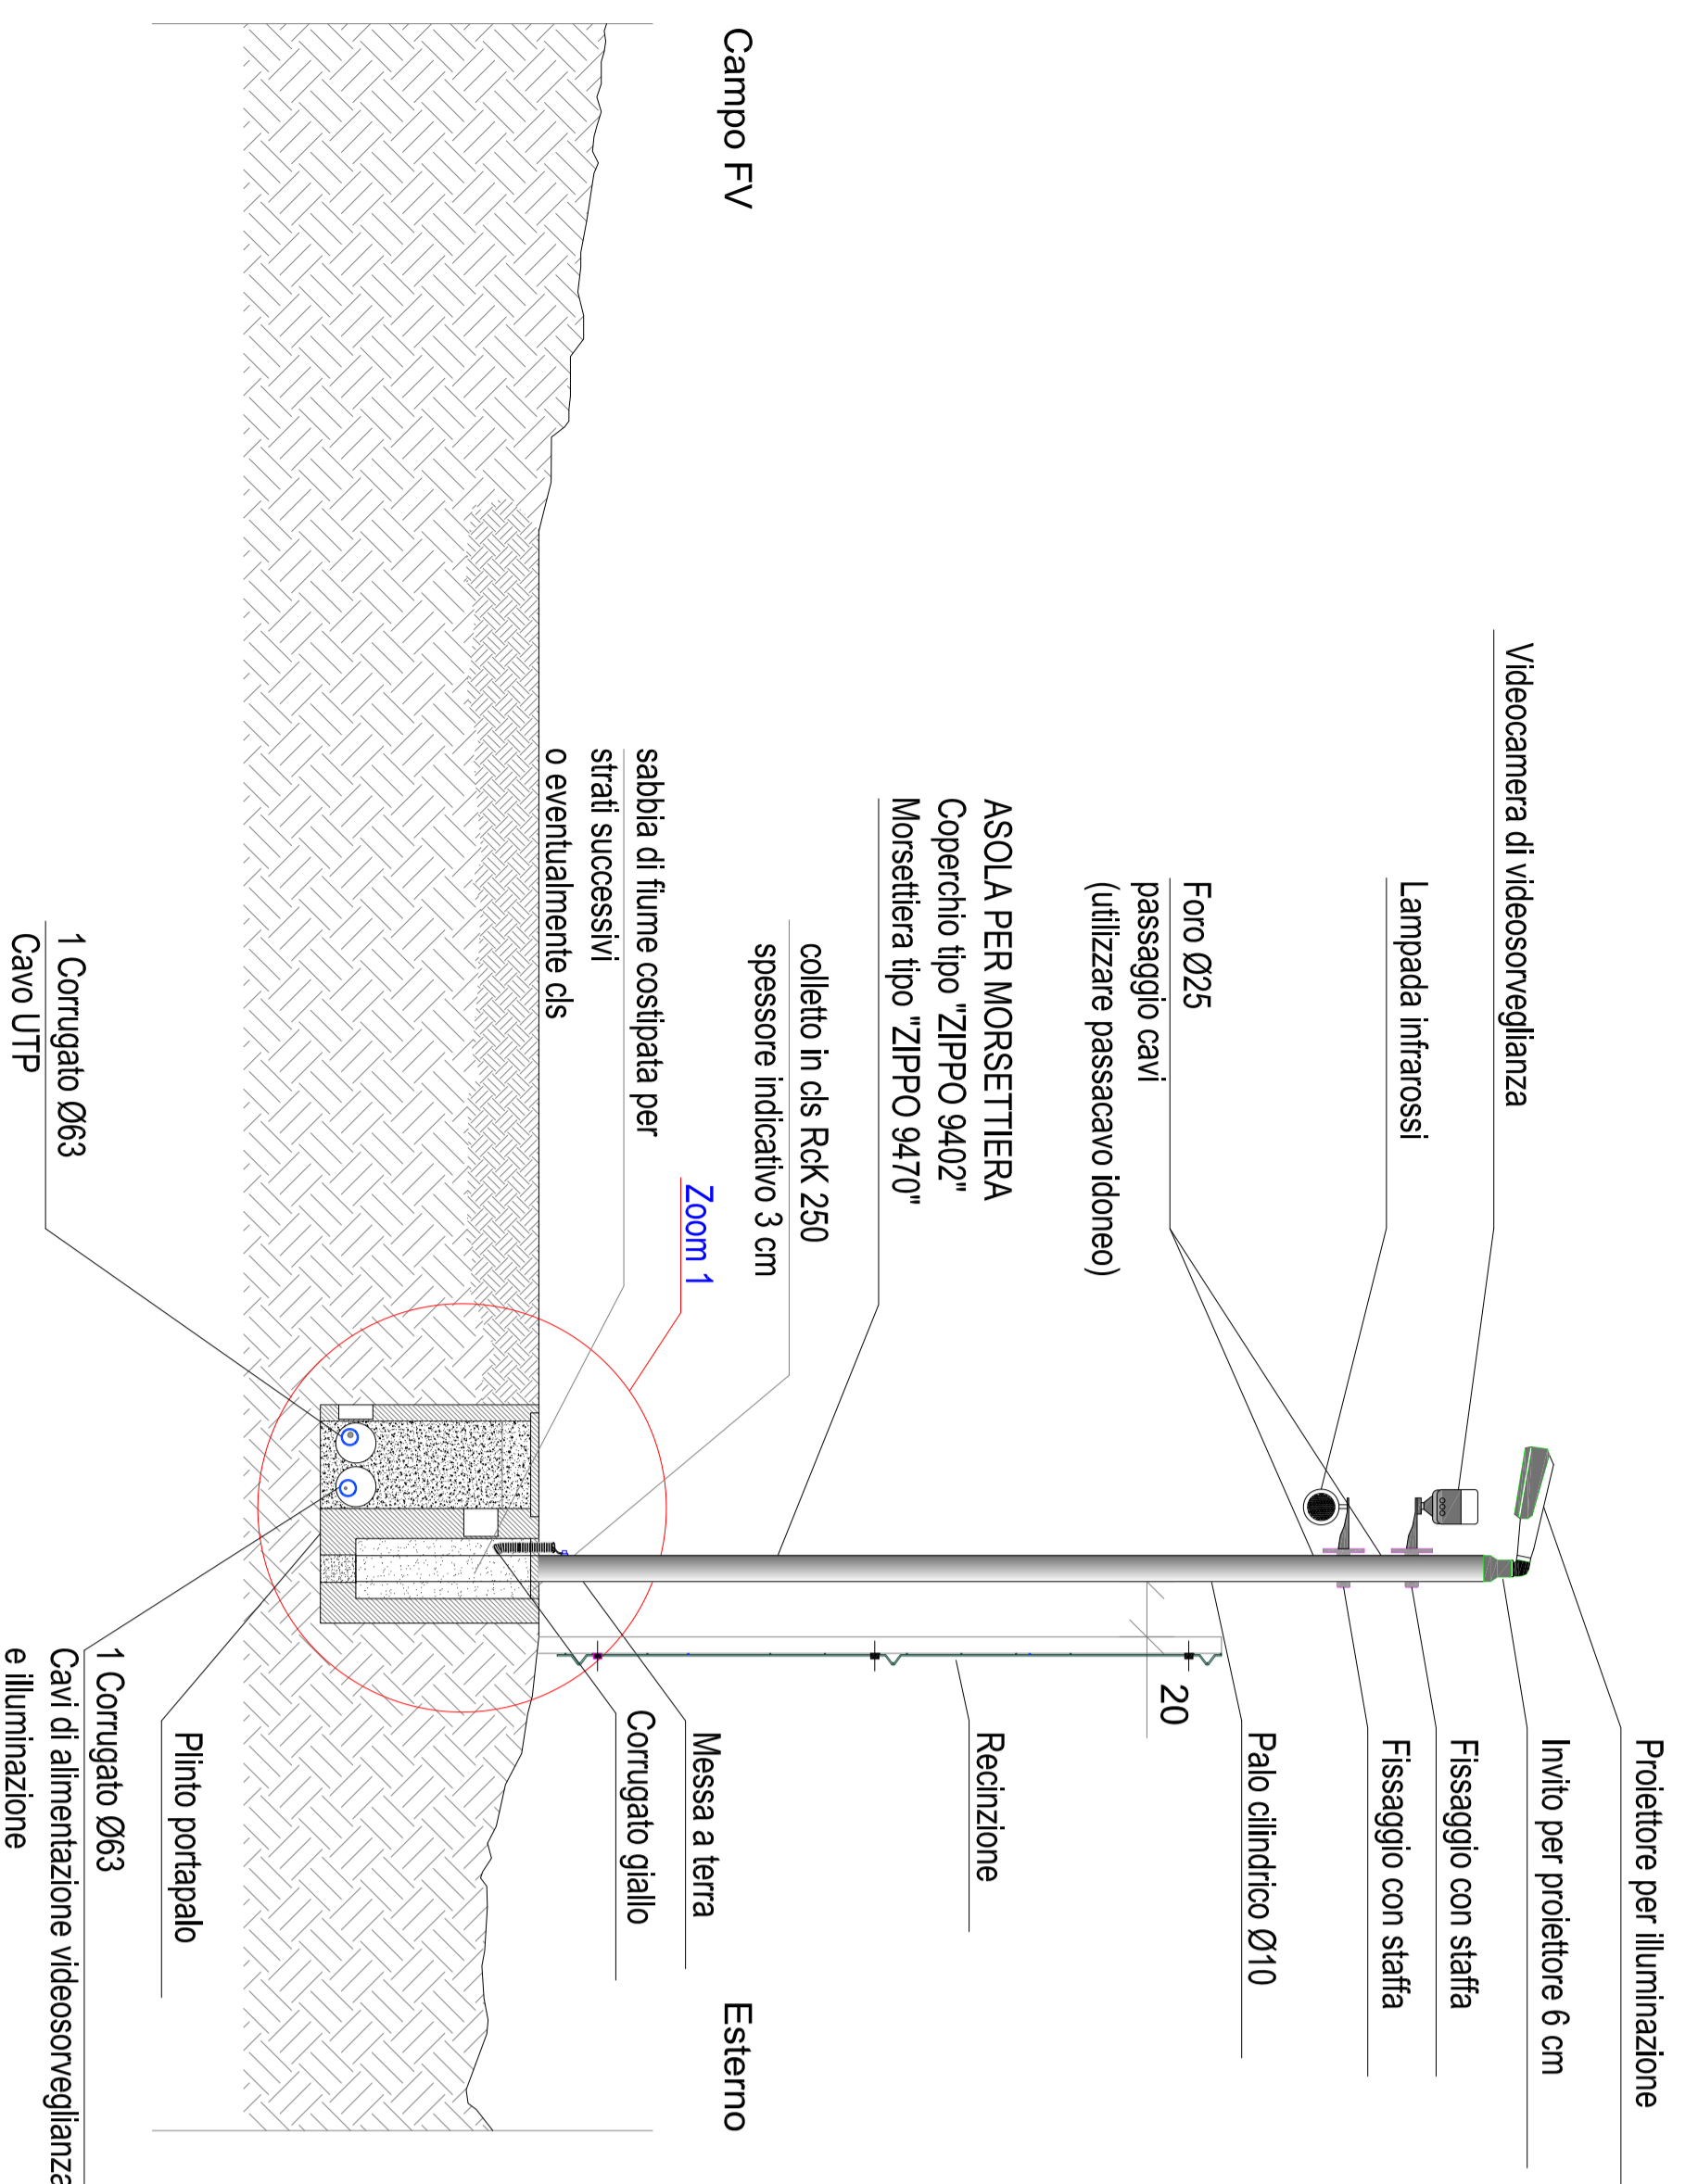 Proiettore per illuminazione
Invito per proiettore 6 cm
Fissaggio con staffa
Fissaggio con staffa
Palo cilindrico Ø10
20
Recinzione
Messa a terra
Corrugato giallo
Plinto portapalo
1 Corrugato Ø63
Cavi di alimentazione videosorveglianza
e illuminazione
Videocamera di videosorveglianza
Lampada infrarossi
Foro Ø25
passaggio cavi
(utilizzare passacavo idoneo)
ASOLA PER MORSETTIERA
Coperchio tipo "ZIPPO 9402"
Morsettiera tipo "ZIPPO 9470"
colletto in cls RcK 250
spessore indicativo 3 cm
Zoom 1
sabbia di fiume costipata per
strati successivi
o eventualmente cls
1 Corrugato Ø63
Cavo UTP
Campo FV
Esterno